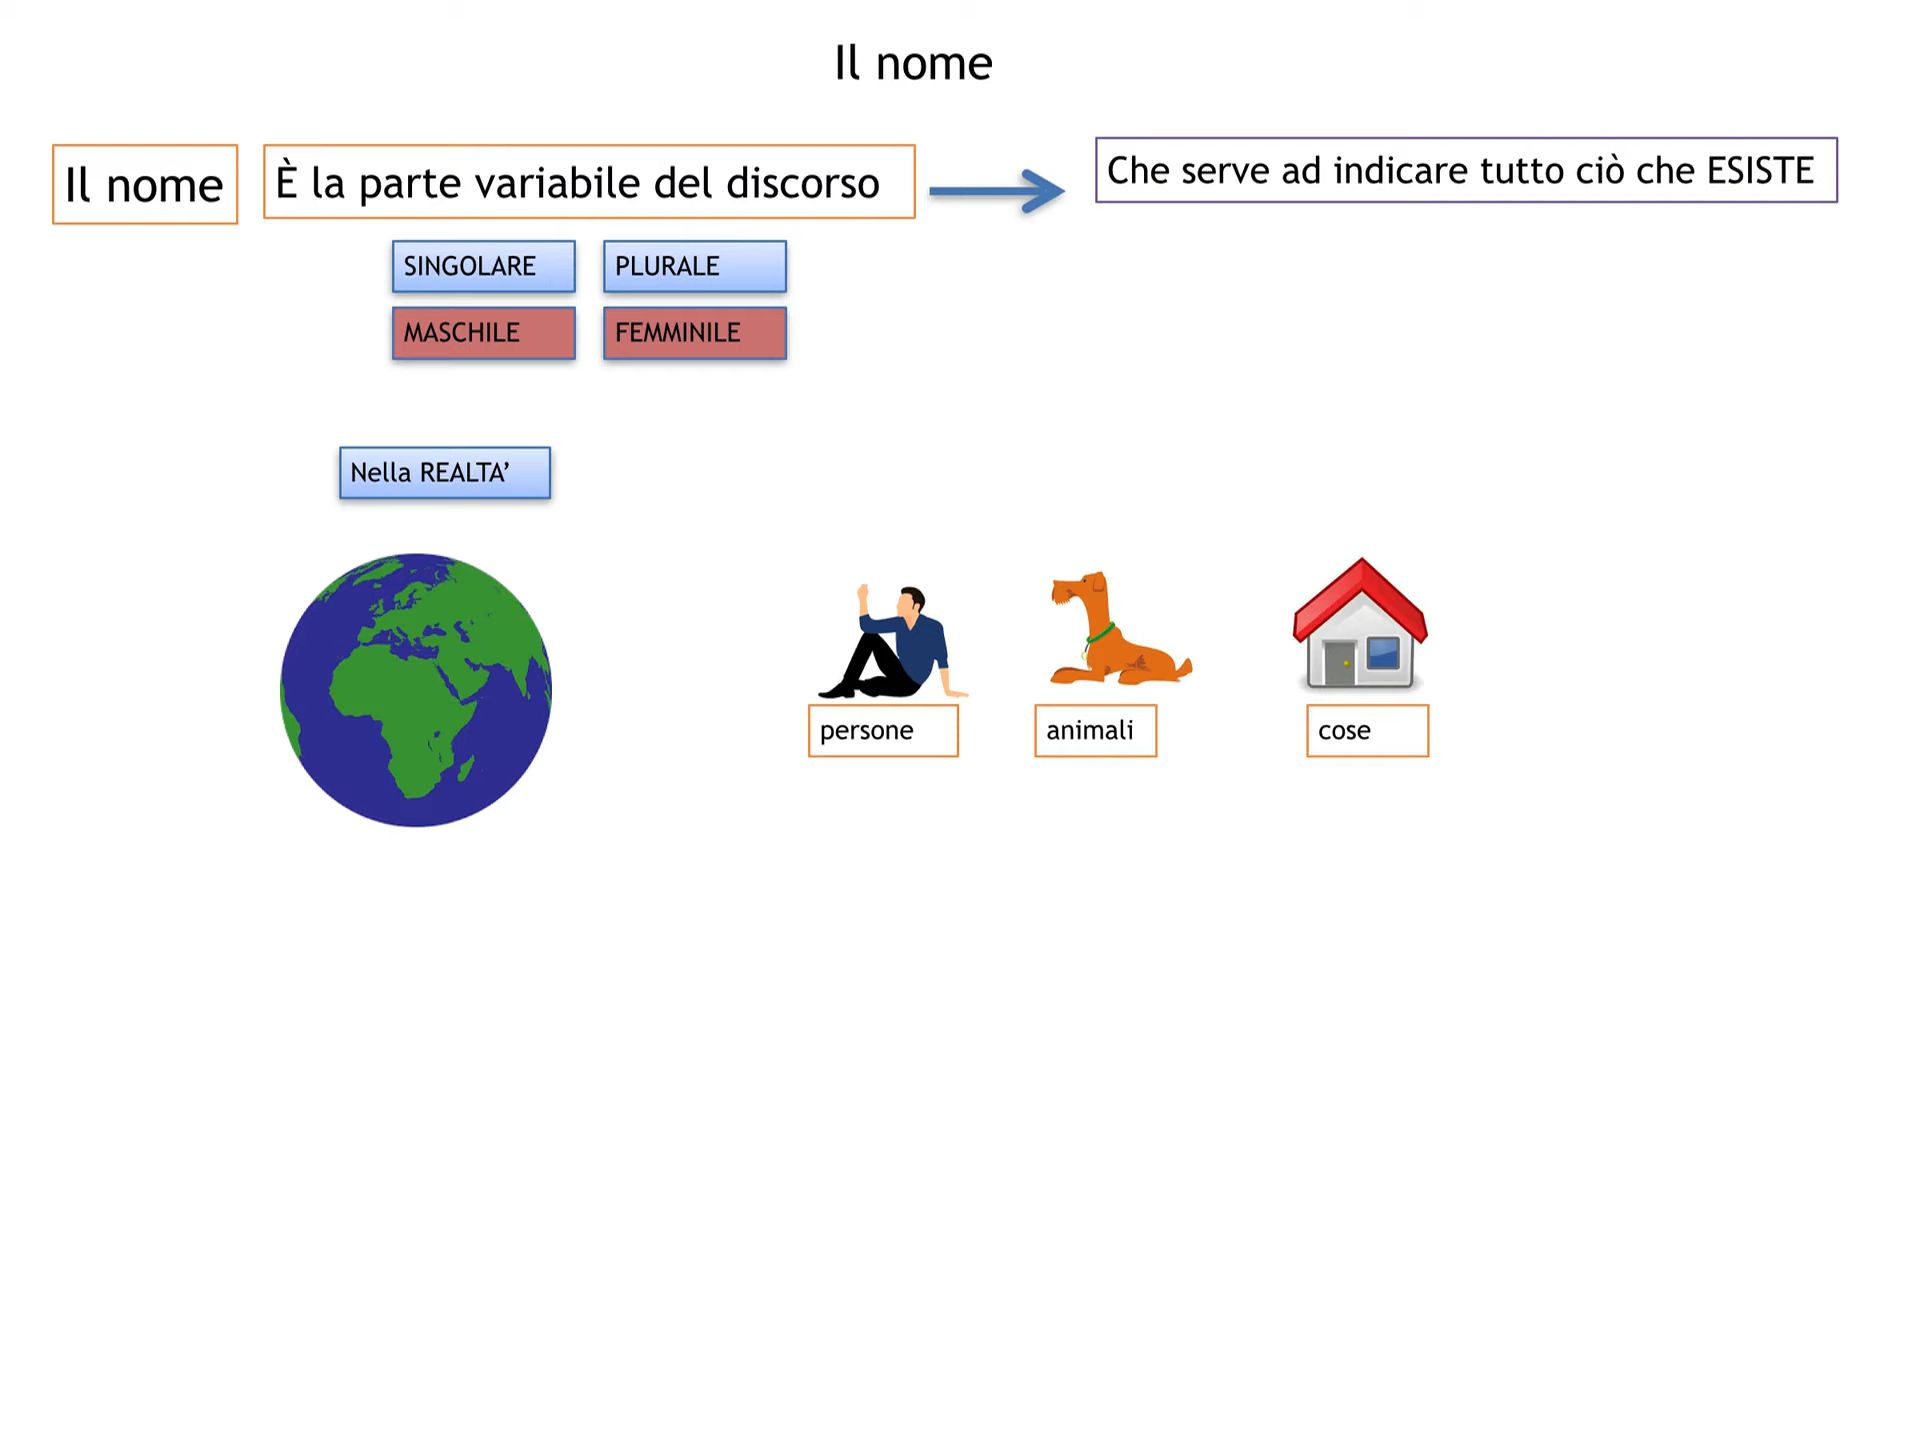 Il nome
Il nome
È la parte variabile del discorso
Che serve ad indicare tutto ciò che ESISTE
SINGOLARE
PLURALE
MASCHILE
FEMMINILE
Nella REALTA’
persone
animali
cose